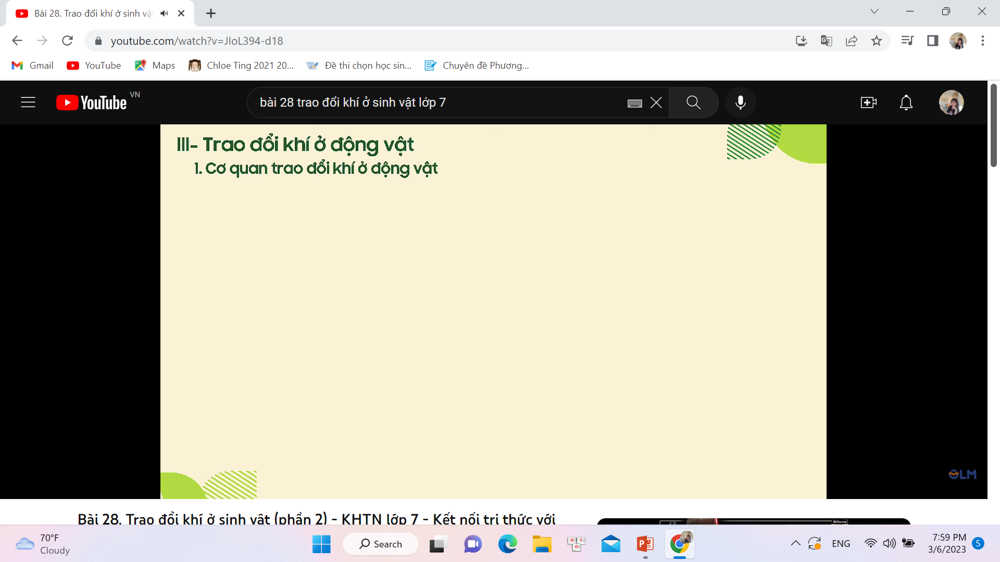 Bài 28. Trao đổi khí ở sinh vật
youtube.com/watch?v=JIoL394-d18
Gmail
YouTube
Maps
Chloe Ting 2021 20...
Đề thi chọn học sin...
Chuyên đề Phương...
YouTube VN
bài 28 trao đổi khí ở sinh vật lớp 7
III- Trao đổi khí ở động vật
1. Cơ quan trao đổi khí ở động vật
OLM
Bài 28. Trao đổi khí ở sinh vật (phần 2) - KHTN lớp 7 - Kết nối tri thức với
TRESemmé
70°F
Cloudy
Search
ENG
7:59 PM
3/6/2023
5